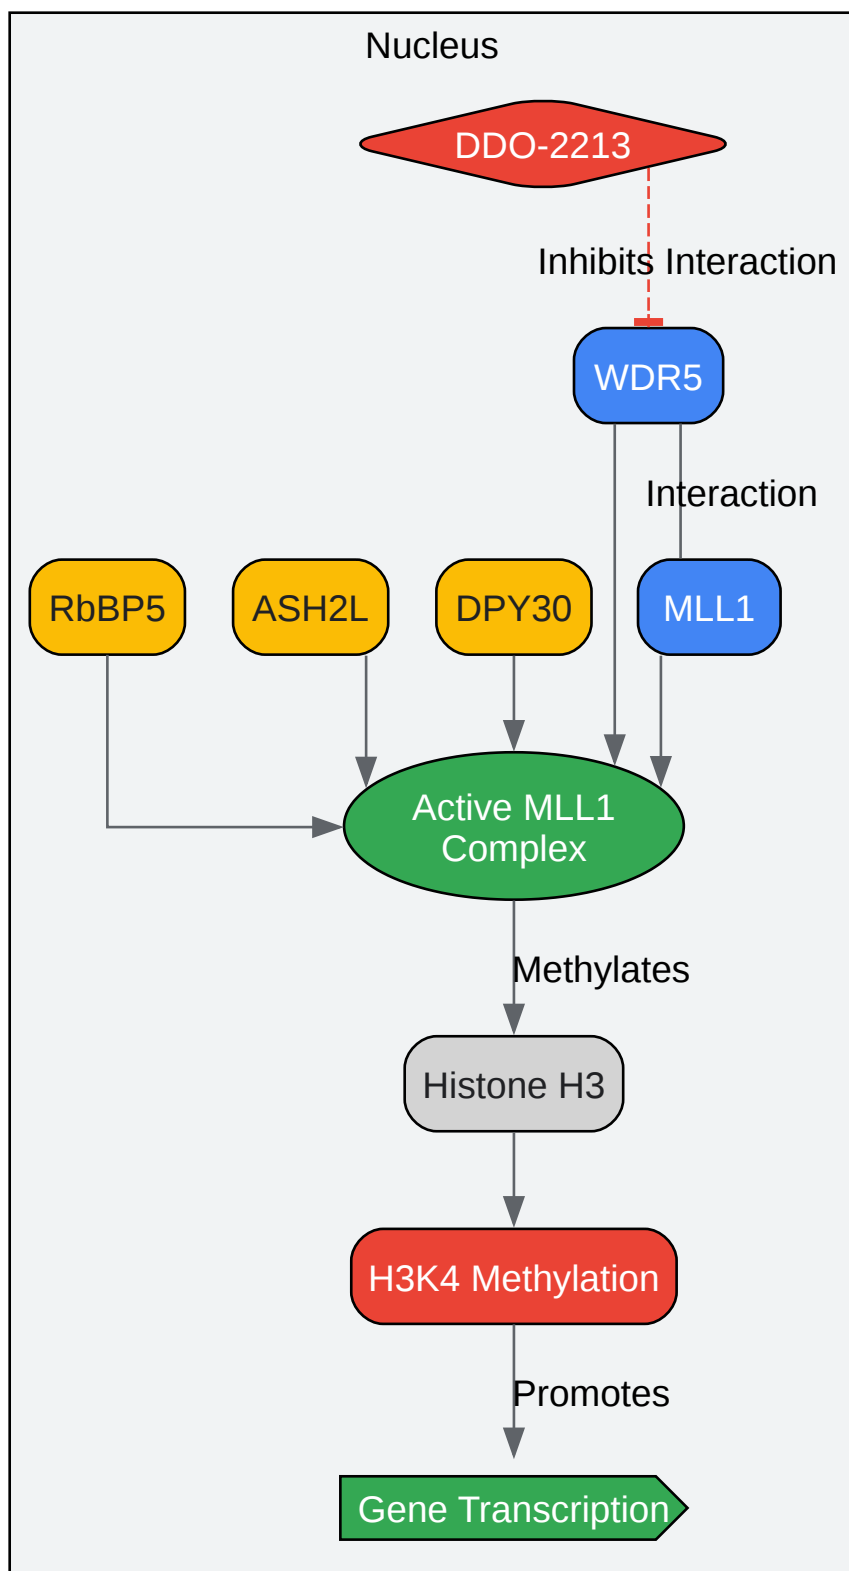 Nucleus
DDO-2213
Inhibits Interaction
WDR5
Interaction
RbBP5
ASH2L
DPY30
MLL1
Active MLL1
Complex
Methylates
Histone H3
H3K4 Methylation
Promotes
Gene Transcription